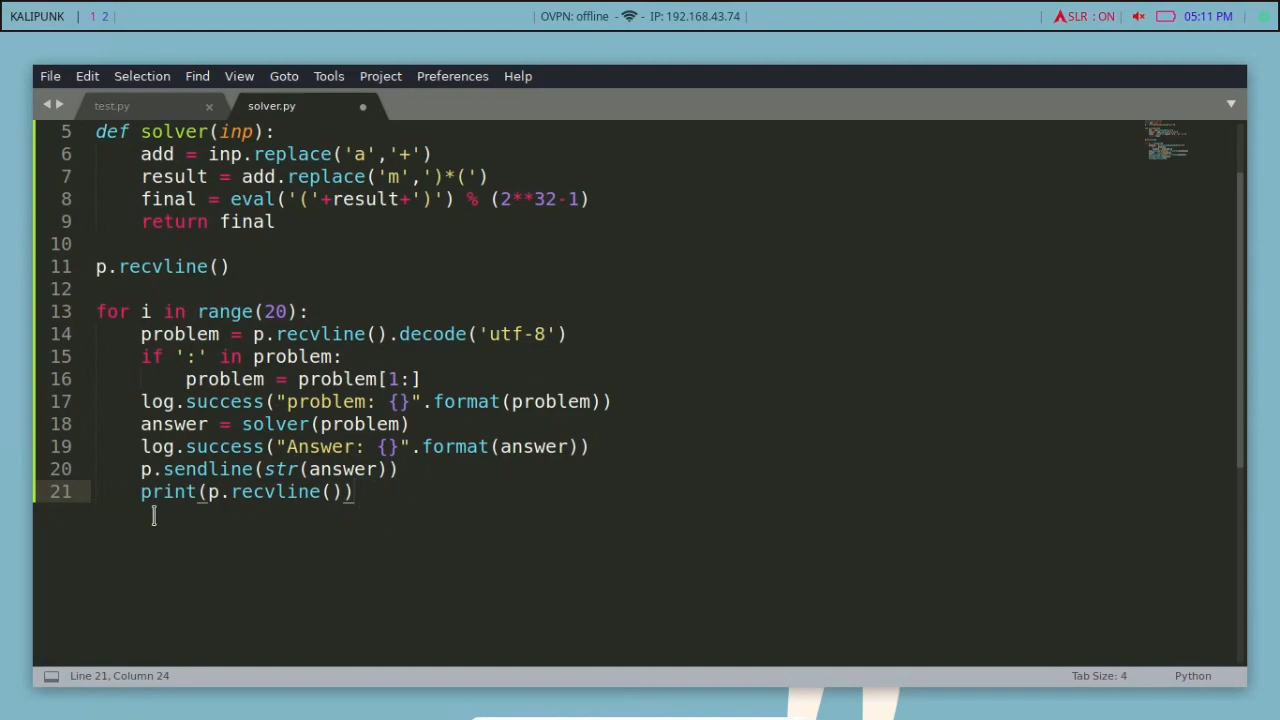 KALIPUNK | 1 2 | | OVPN: offline - - IP: 192.168.43.74 | | SLR : ON | 05:11 PM |
File Edit Selection Find View Goto Tools Project Preferences Help
test.py × solver.py
5 def solver(inp):
6     add = inp.replace('a','+')
7     result = add.replace('m',')*(')
8     final = eval('('+result+')') % (2**32-1)
9     return final
10
11 p.recvline()
12
13 for i in range(20):
14     problem = p.recvline().decode('utf-8')
15     if ':' in problem:
16         problem = problem[1:]
17     log.success("problem: {}".format(problem))
18     answer = solver(problem)
19     log.success("Answer: {}".format(answer))
20     p.sendline(str(answer))
21     print(p.recvline())
Line 21, Column 24 Tab Size: 4 Python